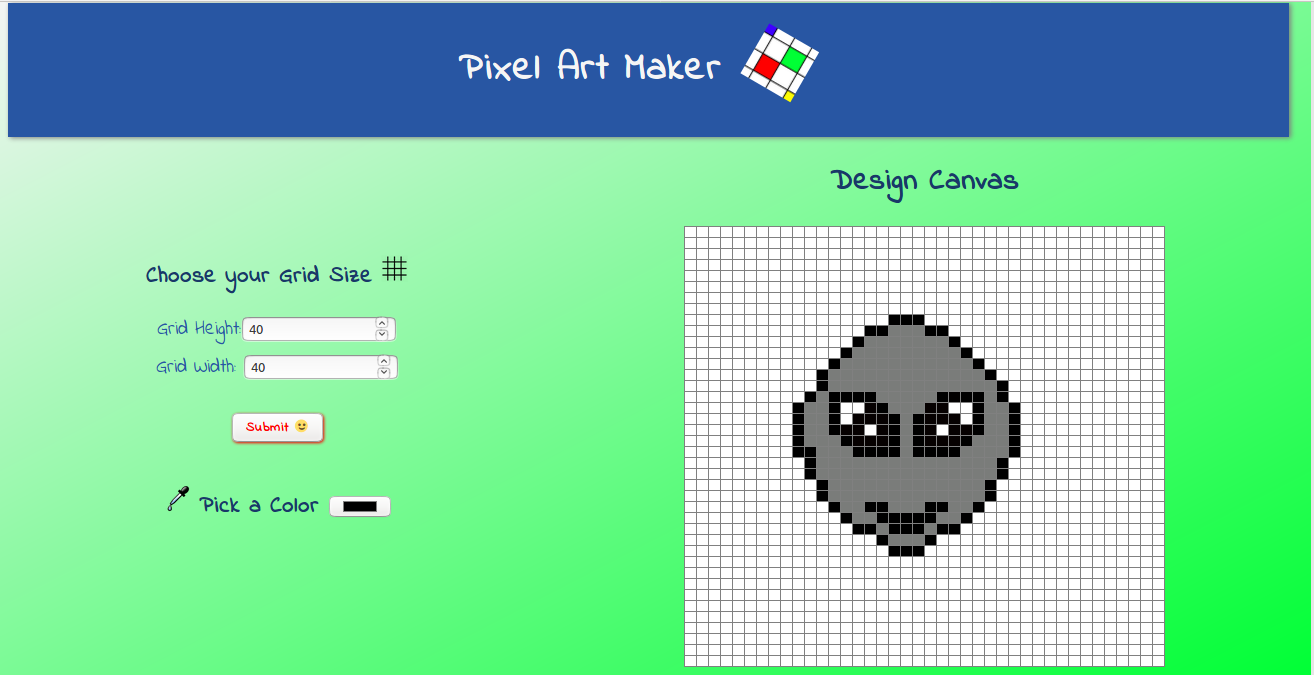 Pixel Art Maker
Design Canvas
Choose your Grid Size
Grid Height: 40
Grid Width: 40
Submit 🙂
Pick a Color